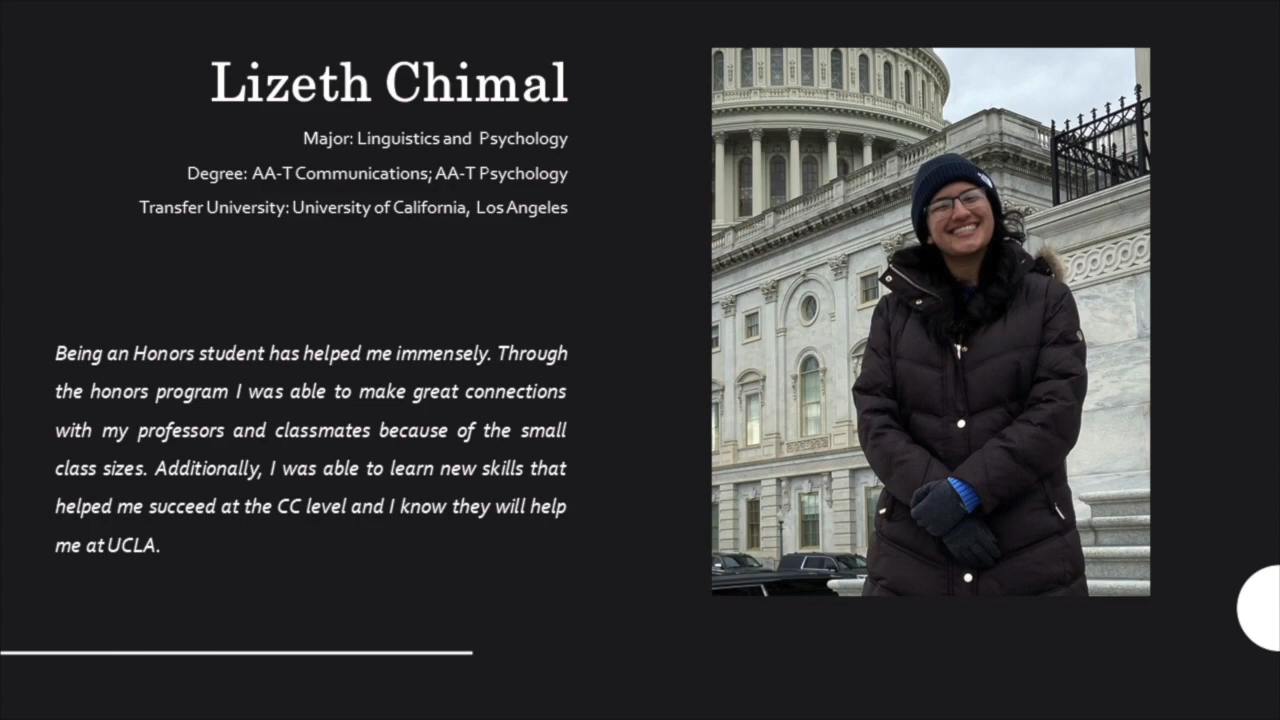 Lizeth Chimal
Major: Linguistics and Psychology
Degree: AA-T Communications; AA-T Psychology
Transfer University: University of California, Los Angeles
Being an Honors student has helped me immensely. Through
the honors program I was able to make great connections
with my professors and classmates because of the small
class sizes. Additionally, I was able to learn new skills that
helped me succeed at the CC level and I know they will help
me at UCLA.